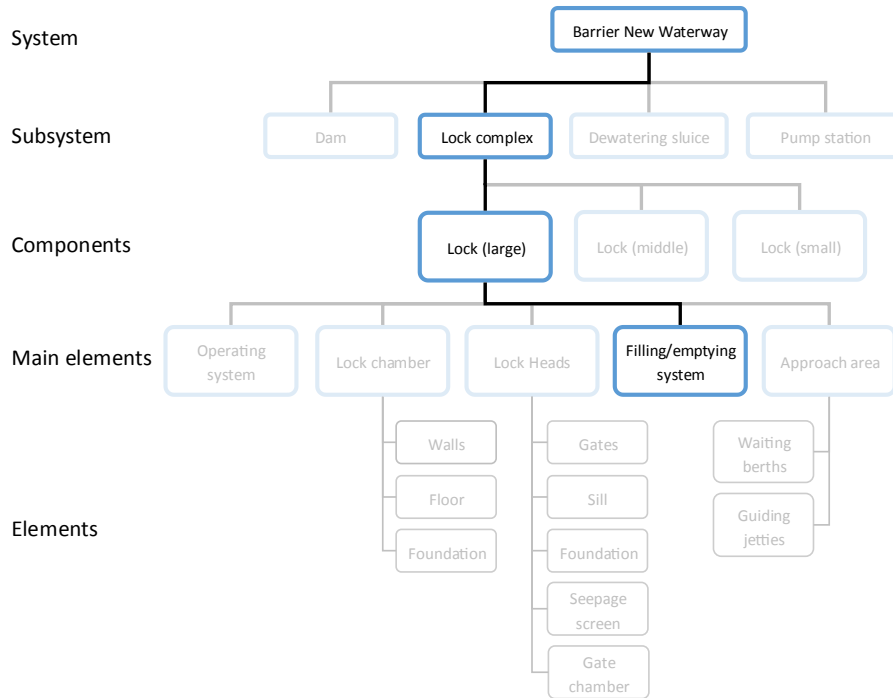 System
Barrier New Waterway
Subsystem
Dam
Lock complex
Dewatering sluice
Pump station
Components
Lock (large)
Lock (middle)
Lock (small)
Main elements
Operating
system
Lock chamber
Lock Heads
Filling/emptying
system
Approach area
Elements
Walls
Floor
Foundation
Gates
Sill
Foundation
Seepage
screen
Gate
chamber
Waiting
berths
Guiding
jetties